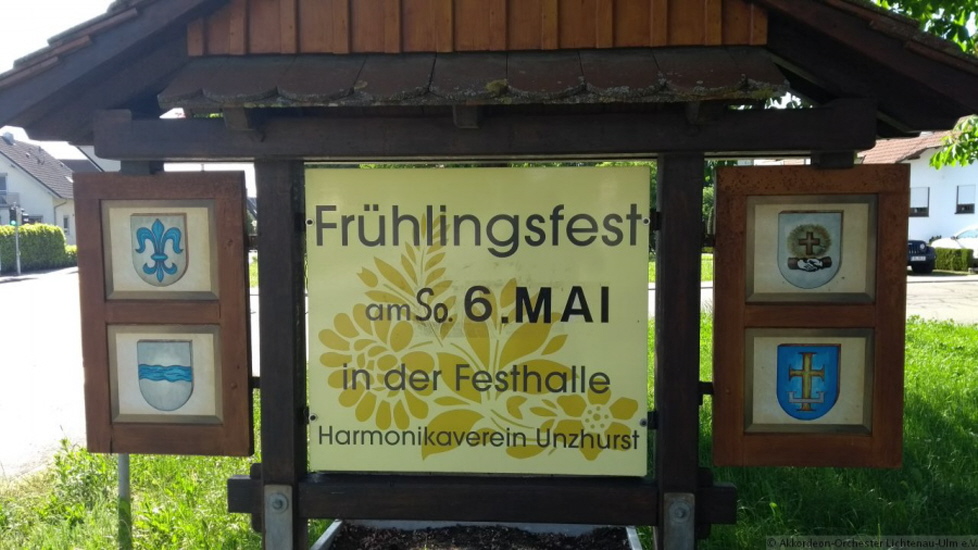 Frühlingsfest
am So. 6. MAI
in der Festhalle
Harmonikaverein Unzhurst
© Akkordeon-Orchester Lichtenau-Ulm e.V.